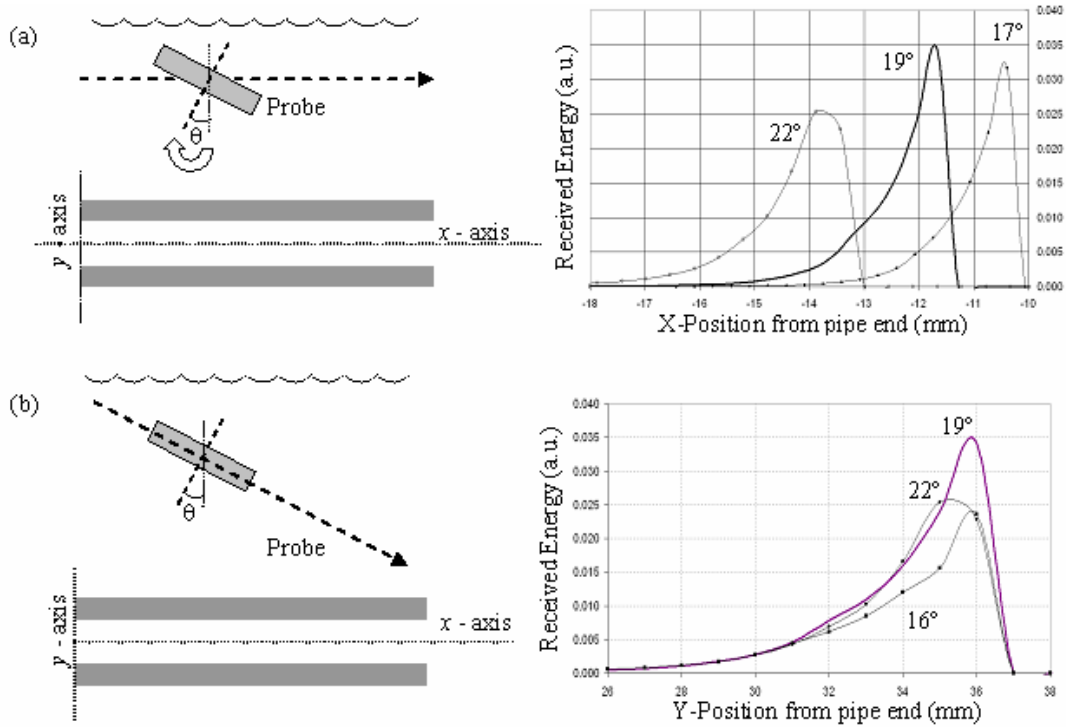 (a)
Probe
θ
y axis
x - axis
Received Energy (a.u.)
22°
19°
17°
0.040
0.035
0.030
0.025
0.020
0.015
0.010
0.005
0.000
-18 -17 -16 -15 -14 -13 -12 -11 -10
X-Position from pipe end (mm)
(b)
θ
Probe
y - axis
x - axis
Received Energy (a.u.)
0.040
0.035
0.030
0.025
0.020
0.015
0.010
0.005
0.000
19°
22°
16°
26 28 30 32 34 36 38
Y-Position from pipe end (mm)